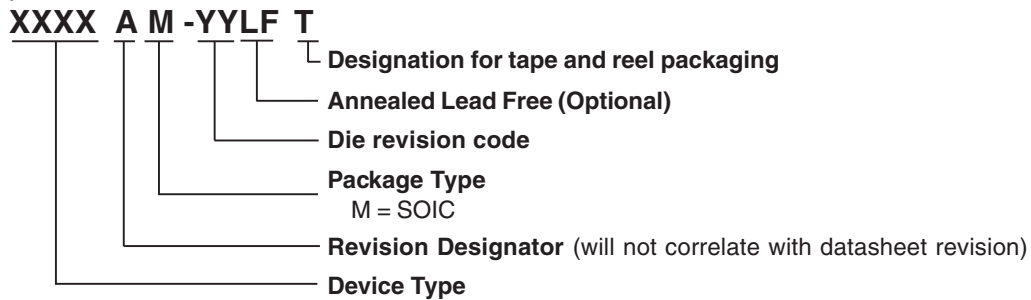 XXXX A M -YYLF T
Designation for tape and reel packaging
Annealed Lead Free (Optional)
Die revision code
Package Type
M = SOIC
Revision Designator (will not correlate with datasheet revision)
Device Type